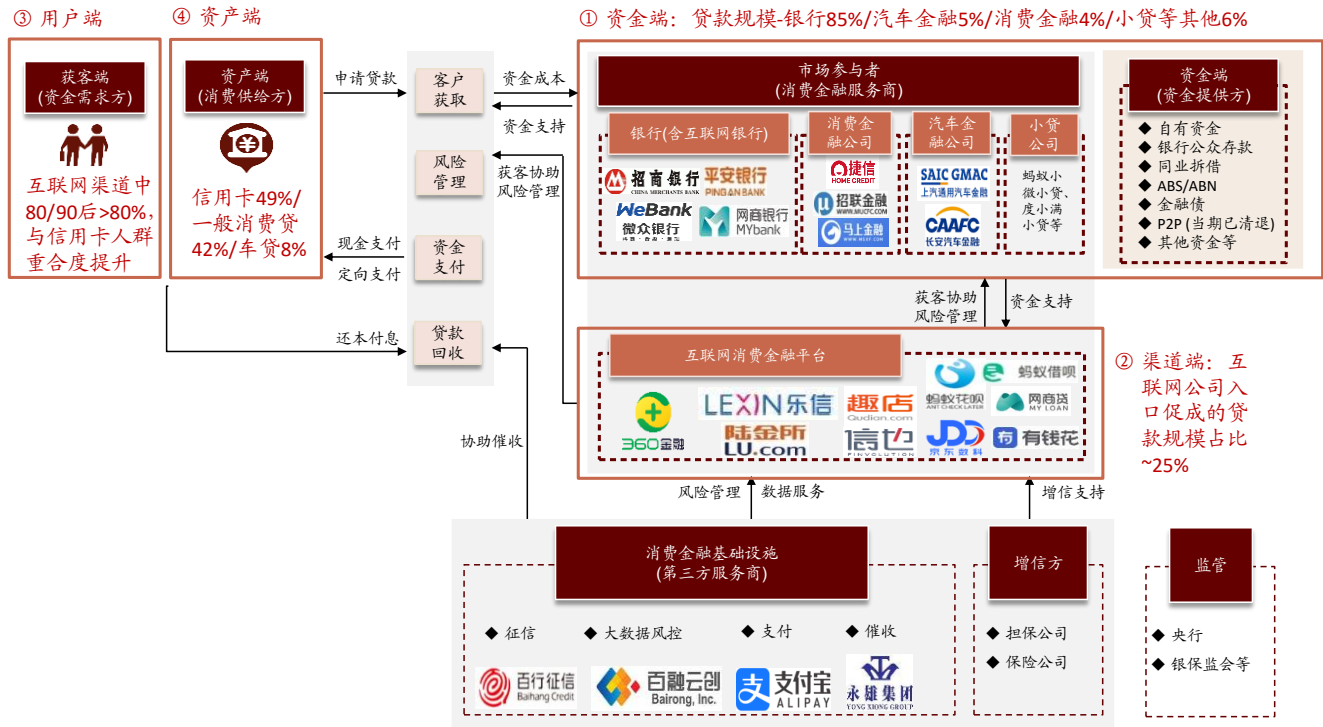 ③ 用户端
④ 资产端
① 资金端：贷款规模-银行85%/汽车金融5%/消费金融4%/小贷等其他6%
获客端
(资金需求方)
互联网渠道中
80/90后>80%，
与信用卡人群
重合度提升
资产端
(消费供给方)
信用卡49%/
一般消费贷
42%/车贷8%
申请贷款
现金支付
定向支付
还本付息
客户
获取
风险
管理
资金
支付
贷款
回收
资金成本
资金支持
获客协助
风险管理
协助催收
市场参与者
(消费金融服务商)
银行(含互联网银行)
招商银行
CHINA MERCHANTS BANK
平安银行
PINGAN BANK
WeBank
微众银行
网商银行
MYbank
消费金
融公司
捷信
HOME CREDIT
招联金融
WWW.MUCFC.COM
马上金融
WWW.MSXF.COM
汽车金
融公司
SAIC GMAC
上汽通用汽车金融
CAAFC
长安汽车金融
小贷
公司
蚂蚁小
微小贷、
度小满
小贷等
资金端
(资金提供方)
◆ 自有资金
◆ 银行公众存款
◆ 同业拆借
◆ ABS/ABN
◆ 金融债
◆ P2P (当期已清退)
◆ 其他资金等
获客协助
风险管理
资金支持
互联网消费金融平台
360金融
LEXIN乐信
陆金所
LU.com
趣店
Qudian.com
信也
FINVOLUTION
蚂蚁花呗
ANT CHECK LATER
蚂蚁借呗
网商贷
MY LOAN
JDD
京东数科
有钱花
② 渠道端：互
联网公司入
口促成的贷
款规模占比
~25%
风险管理
数据服务
增信支持
消费金融基础设施
(第三方服务商)
◆ 征信
◆ 大数据风控
◆ 支付
◆ 催收
百行征信
Baihang Credit
百融云创
Bairong, Inc.
支
支付宝
ALIPAY
永雄集团
YONG XIONG GROUP
增信方
◆ 担保公司
◆ 保险公司
监管
◆ 央行
◆ 银保监会等